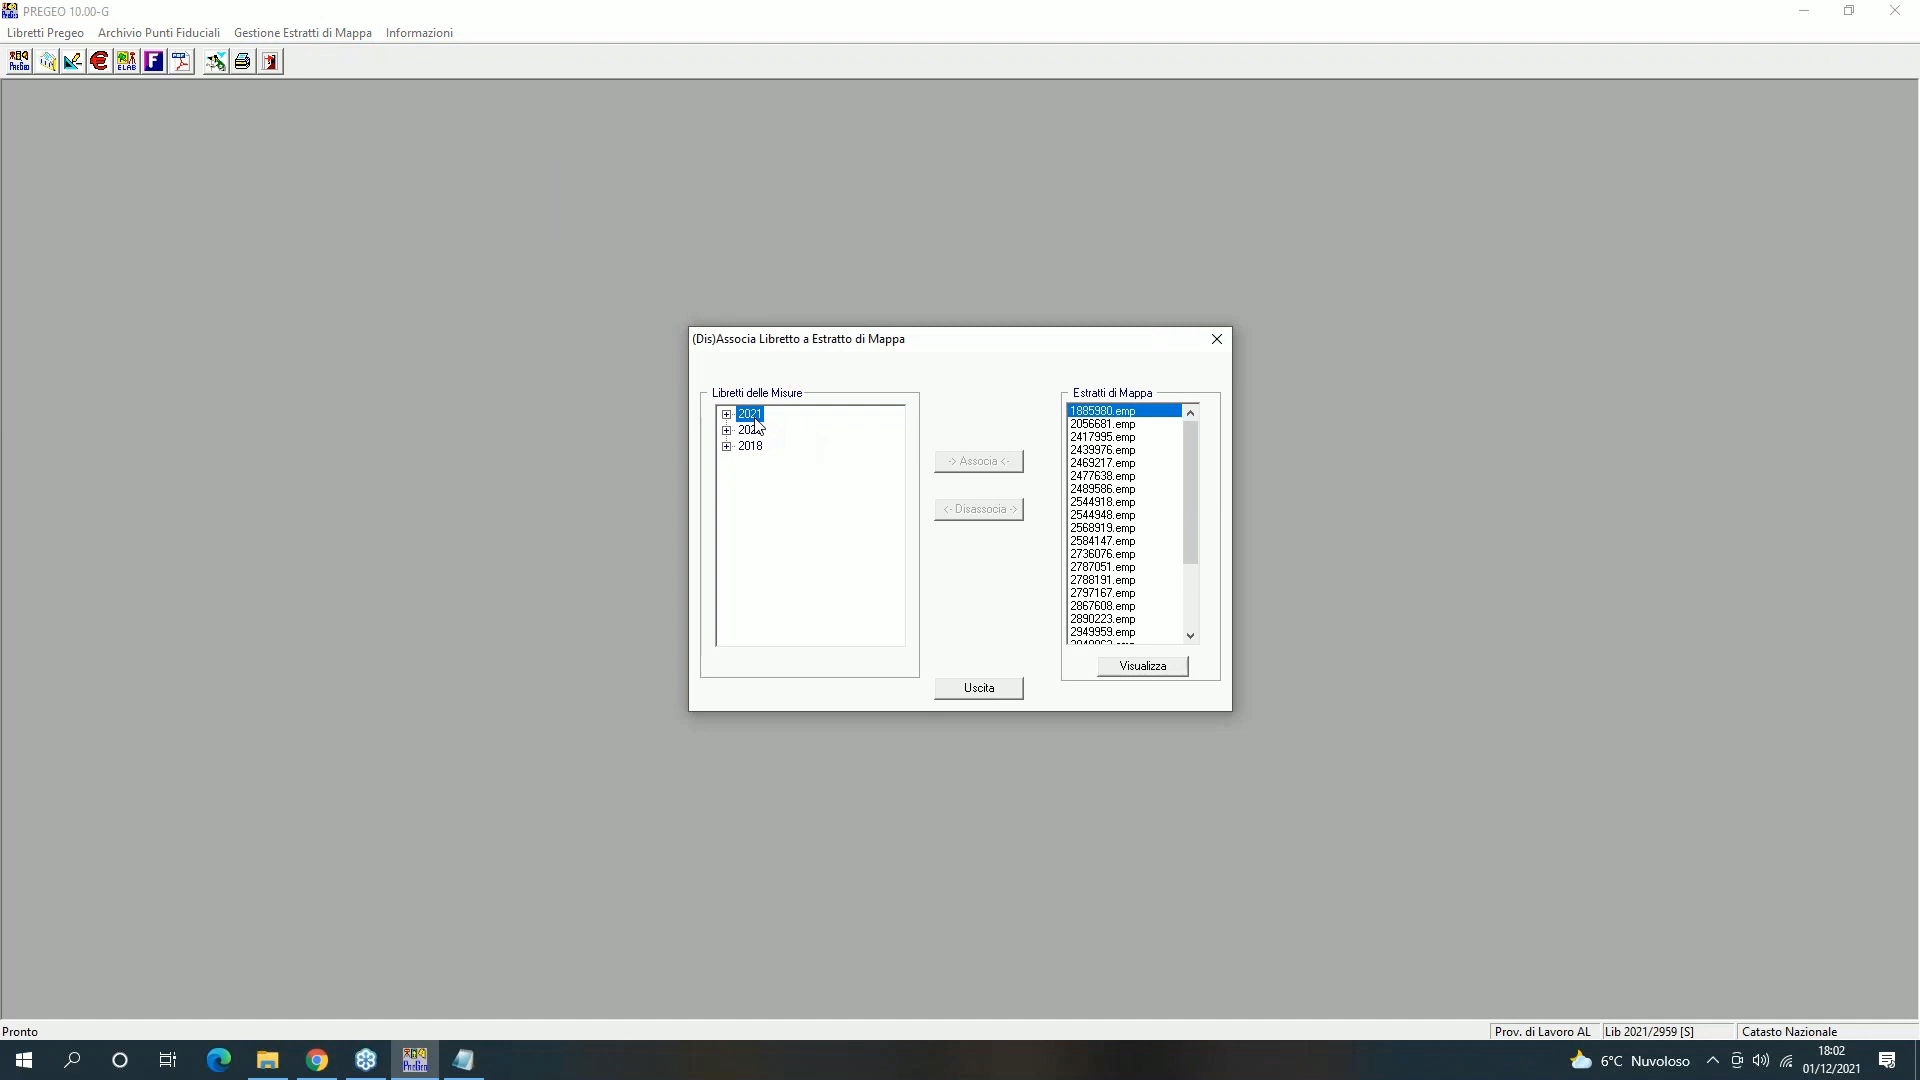 PREGEO 10.00-G
Libretti Pregeo Archivio Punti Fiduciali Gestione Estratti di Mappa Informazioni
PREGEO
ELAB
F
(Dis)Associa Libretto a Estratto di Mappa
Libretti delle Misure
2021
2018
-> Associa <-
<- Disassocia ->
Uscita
Estratti di Mappa
1885980.emp
2056681.emp
2417995.emp
2439976.emp
2469217.emp
2477638.emp
2489586.emp
2544918.emp
2544948.emp
2568919.emp
2584147.emp
2736076.emp
2787051.emp
2788191.emp
2797167.emp
2867608.emp
2890223.emp
2949959.emp
Visualizza
Pronto
Prov. di Lavoro AL Lib 2021/2959 [S] Catasto Nazionale
6°C Nuvoloso
18:02
01/12/2021